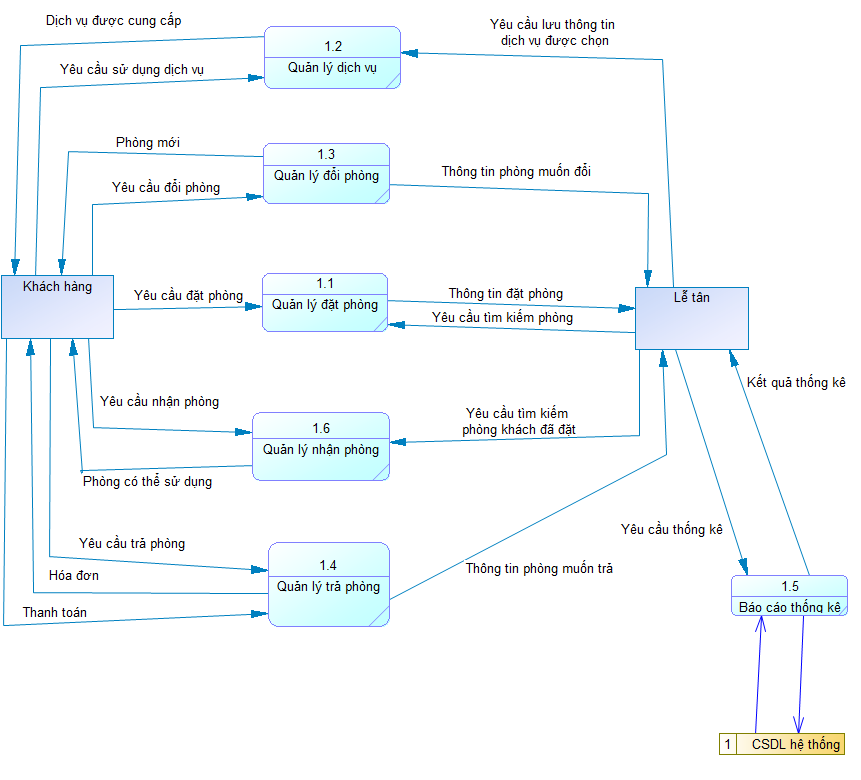 Dịch vụ được cung cấp
Yêu cầu lưu thông tin
dịch vụ được chọn
1.2
Quản lý dịch vụ
Yêu cầu sử dụng dịch vụ
Phòng mới
1.3
Quản lý đổi phòng
Thông tin phòng muốn đổi
Yêu cầu đổi phòng
Khách hàng
1.1
Quản lý đặt phòng
Yêu cầu đặt phòng
Thông tin đặt phòng
Yêu cầu tìm kiếm phòng
Lễ tân
Kết quả thống kê
Yêu cầu nhận phòng
1.6
Quản lý nhận phòng
Yêu cầu tìm kiếm
phòng khách đã đặt
Phòng có thể sử dụng
Yêu cầu thống kê
Yêu cầu trả phòng
1.4
Quản lý trả phòng
Hóa đơn
Thông tin phòng muốn trả
Thanh toán
1.5
Báo cáo thống kê
1
CSDL hệ thống